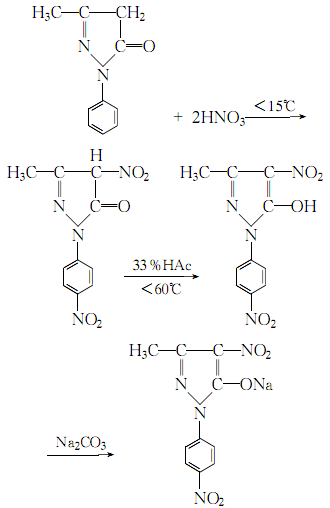 H₃C—C—CH₂
N C=O
N
+ 2HNO₃ <15℃
H
H₃C—C C—NO₂ H₃C—C—C—NO₂
N C=O N C—OH
N 33%HAc N
<60℃
NO₂ NO₂
H₃C—C—C—NO₂
N C—ONa
N
Na₂CO₃
NO₂